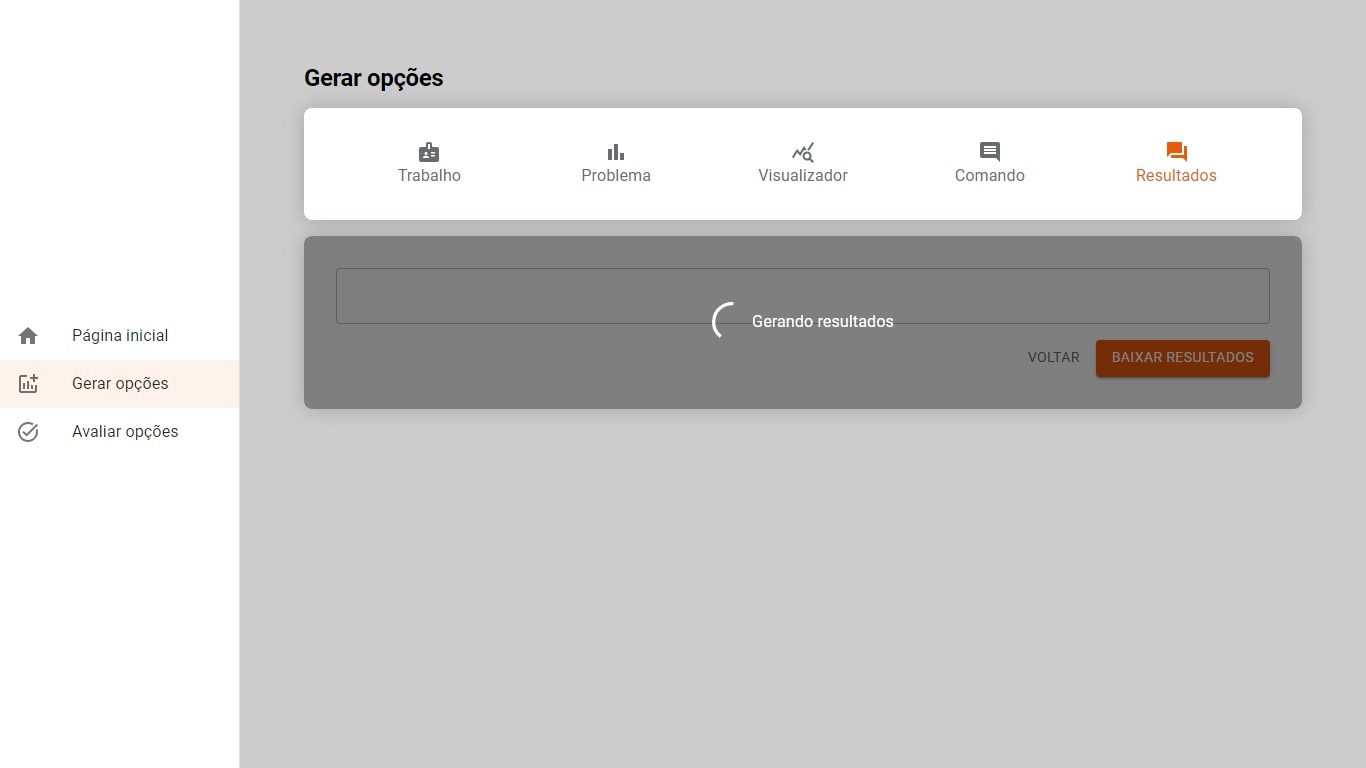 Gerar opções
Trabalho
Problema
Visualizador
Comando
Resultados
Página inicial
Gerar opções
Avaliar opções
Gerando resultados
VOLTAR
BAIXAR RESULTADOS